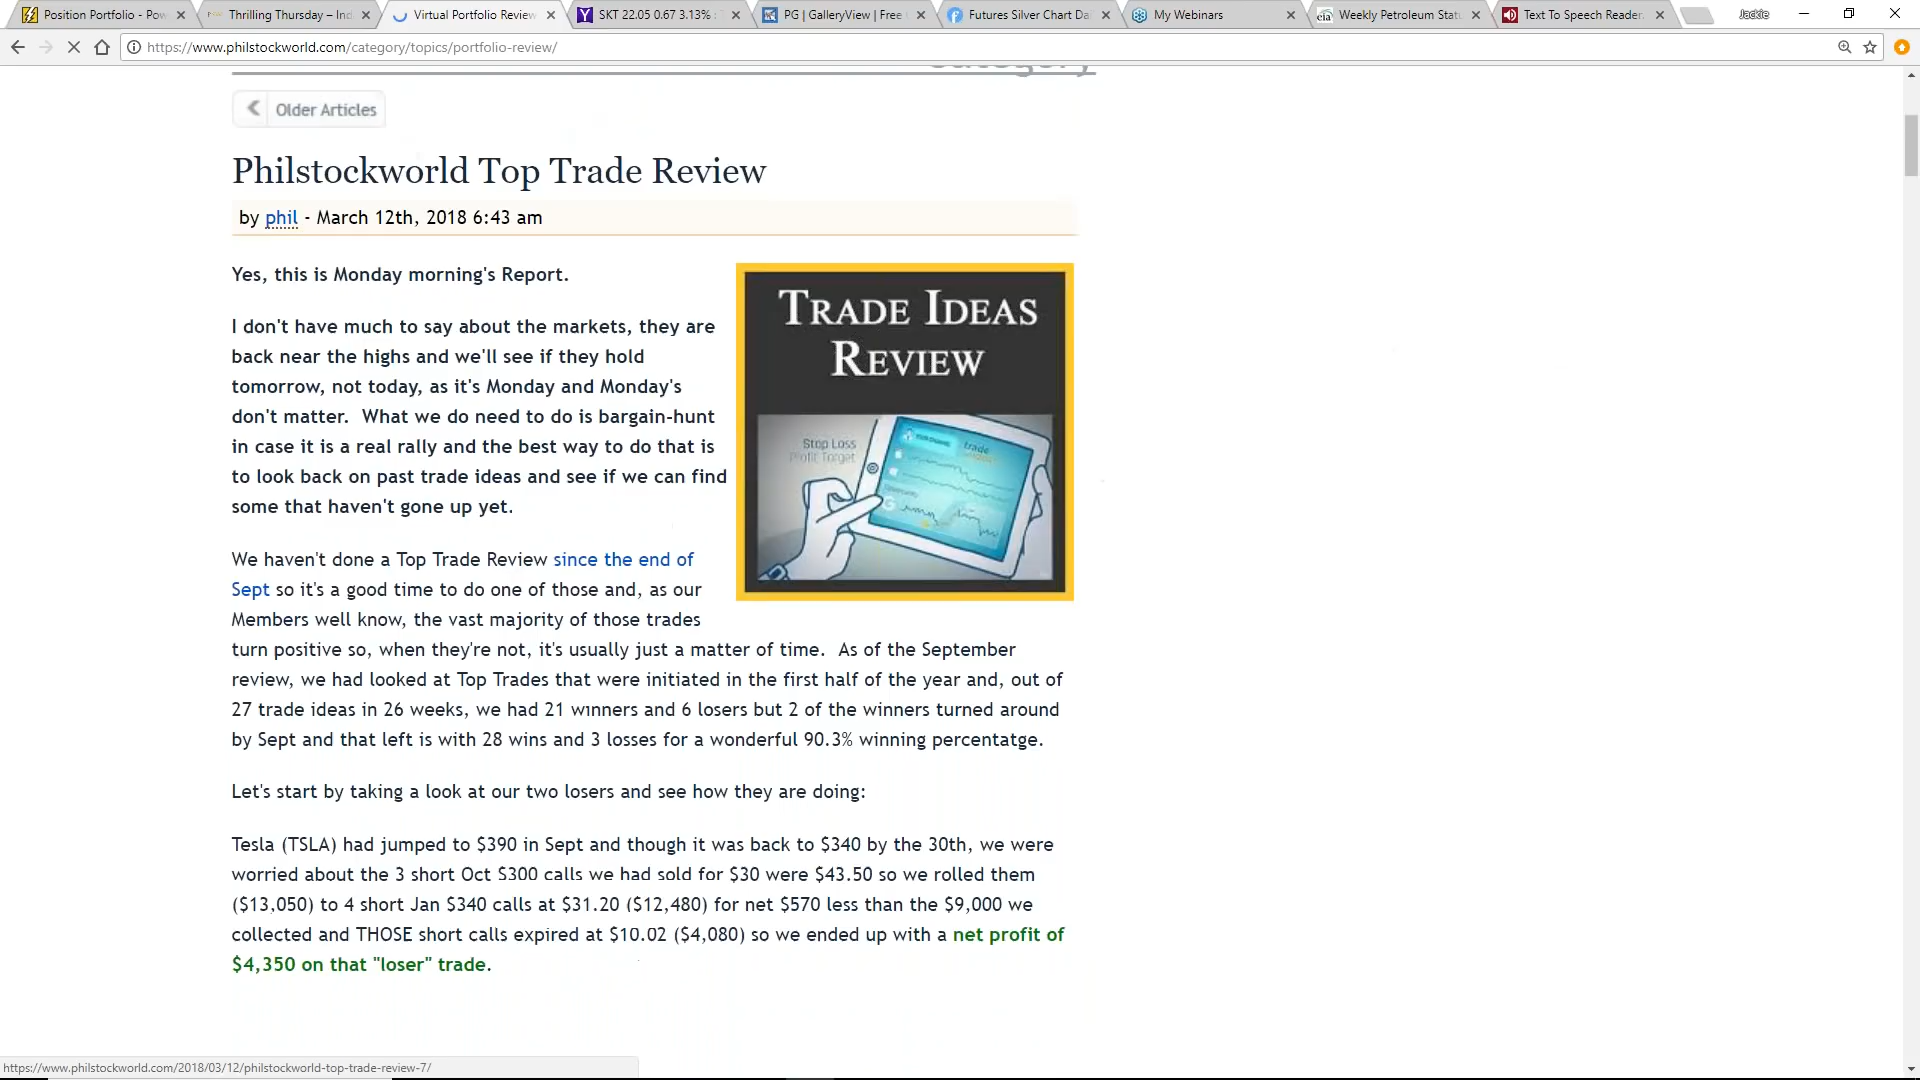 Position Portfolio - Pow
Thrilling Thursday – Ind
Virtual Portfolio Review
SKT 22.05 0.67 3.13% :
PG | GalleryView | Free
Futures Silver Chart Da
My Webinars
Weekly Petroleum Statu
Text To Speech Reader
Jackie
https://www.philstockworld.com/category/topics/portfolio-review/
category
Older Articles
Philstockworld Top Trade Review
by phil - March 12th, 2018 6:43 am
Yes, this is Monday morning's Report.
I don't have much to say about the markets, they are
back near the highs and we'll see if they hold
tomorrow, not today, as it's Monday and Monday's
don't matter.  What we do need to do is bargain-hunt
in case it is a real rally and the best way to do that is
to look back on past trade ideas and see if we can find
some that haven't gone up yet.
TRADE IDEAS
REVIEW
Stop Loss
Profit Target
trade
We haven't done a Top Trade Review since the end of
Sept so it's a good time to do one of those and, as our
Members well know, the vast majority of those trades
turn positive so, when they're not, it's usually just a matter of time.  As of the September
review, we had looked at Top Trades that were initiated in the first half of the year and, out of
27 trade ideas in 26 weeks, we had 21 winners and 6 losers but 2 of the winners turned around
by Sept and that left is with 28 wins and 3 losses for a wonderful 90.3% winning percentatge.
Let's start by taking a look at our two losers and see how they are doing:
Tesla (TSLA) had jumped to $390 in Sept and though it was back to $340 by the 30th, we were
worried about the 3 short Oct $300 calls we had sold for $30 were $43.50 so we rolled them
($13,050) to 4 short Jan $340 calls at $31.20 ($12,480) for net $570 less than the $9,000 we
collected and THOSE short calls expired at $10.02 ($4,080) so we ended up with a net profit of
$4,350 on that "loser" trade.
https://www.philstockworld.com/2018/03/12/philstockworld-top-trade-review-7/